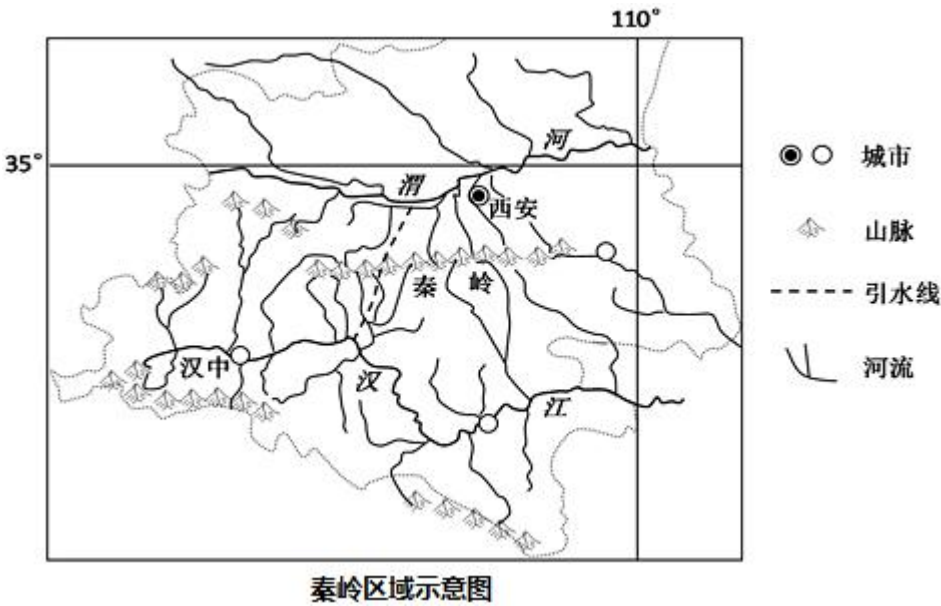 110°
35°
河
渭
西安
秦
岭
汉中
汉
江
城市
山脉
引水线
河流
秦岭区域示意图